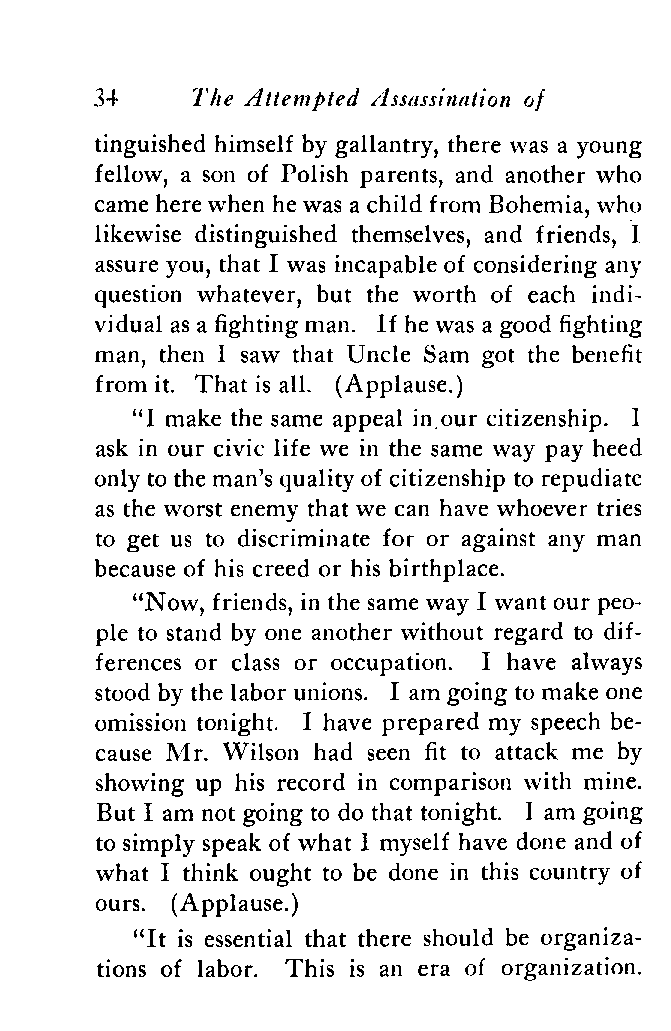 34 The Attempted Assassination of
tinguished himself by gallantry, there was a young
fellow, a son of Polish parents, and another who
came here when he was a child from Bohemia, who
likewise distinguished themselves, and friends, I
assure you, that I was incapable of considering any
question whatever, but the worth of each indi-
vidual as a fighting man. If he was a good fighting
man, then I saw that Uncle Sam got the benefit
from it. That is all. (Applause.)
"I make the same appeal in our citizenship. I
ask in our civic life we in the same way pay heed
only to the man's quality of citizenship to repudiate
as the worst enemy that we can have whoever tries
to get us to discriminate for or against any man
because of his creed or his birthplace.
"Now, friends, in the same way I want our peo-
ple to stand by one another without regard to dif-
ferences or class or occupation. I have always
stood by the labor unions. I am going to make one
omission tonight. I have prepared my speech be-
cause Mr. Wilson had seen fit to attack me by
showing up his record in comparison with mine.
But I am not going to do that tonight. I am going
to simply speak of what I myself have done and of
what I think ought to be done in this country of
ours. (Applause.)
"It is essential that there should be organiza-
tions of labor. This is an era of organization.